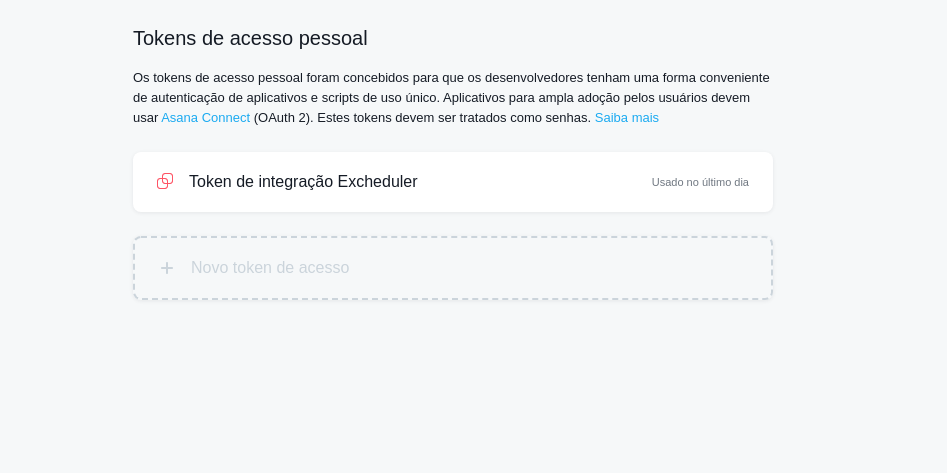 Tokens de acesso pessoal
Os tokens de acesso pessoal foram concebidos para que os desenvolvedores tenham uma forma conveniente
de autenticação de aplicativos e scripts de uso único. Aplicativos para ampla adoção pelos usuários devem
usar Asana Connect (OAuth 2). Estes tokens devem ser tratados como senhas. Saiba mais
Token de integração Excheduler Usado no último dia
Novo token de acesso